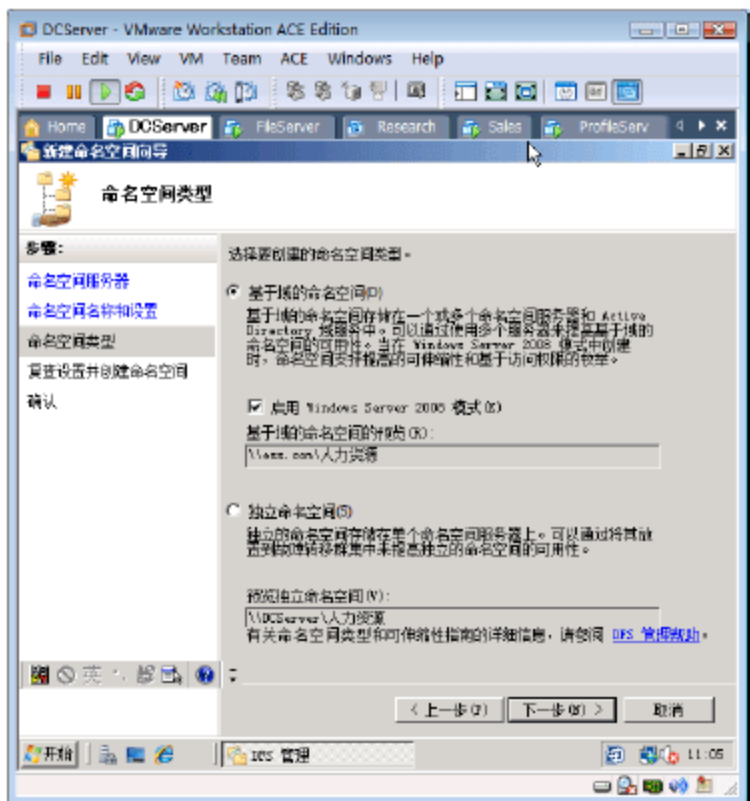 DCServer - VMware Workstation ACE Edition
File Edit View VM Team ACE Windows Help
Home DCServer FileServer Research Sales ProfileServ
新建命名空间向导
命名空间类型
步骤:
命名空间服务器
命名空间名称和设置
命名空间类型
复查设置并创建命名空间
确认
选择要创建的命名空间类型。
基于域的命名空间(D)
基于域的命名空间存储在一个或多个命名空间服务器和 Active
Directory 域服务中。可以通过使用多个服务器来提高基于域的
命名空间的可用性。当在 Windows Server 2008 模式中创建
时，命名空间支持提高的可伸缩性和基于访问权限的枚举。
启用 Windows Server 2008 模式(E)
基于域的命名空间的预览(R):
人力资源
独立命名空间(S)
独立的命名空间存储在单个命名空间服务器上。可以通过将其放
置到故障转移群集中来提高独立的命名空间的可用性。
预览独立命名空间(V):
\\DCServer\人力资源
有关命名空间类型和可伸缩性指南的详细信息，请参阅 DFS 管理帮助。
英
< 上一步(P) 下一步(N) > 取消
开始 DFS 管理 11:05